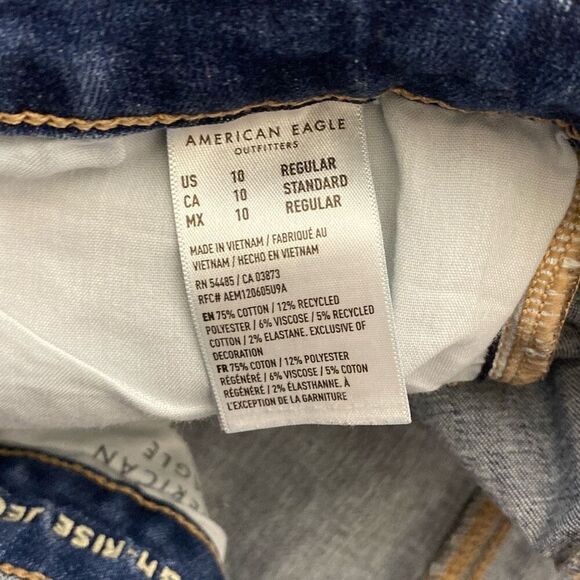 AMERICAN EAGLE
OUTFITTERS
US 10 REGULAR
CA 10 STANDARD
MX 10 REGULAR
MADE IN VIETNAM / FABRIQUÉ AU
VIETNAM / HECHO EN VIETNAM
RN 54485 / CA 03873
RFC# AEM120605U9A
EN 75% COTTON / 12% RECYCLED
POLYESTER / 6% VISCOSE / 5% RECYCLED
COTTON / 2% ELASTANE. EXCLUSIVE OF
DECORATION
FR 75% COTON / 12% POLYESTER
RÉGÉNÉRÉ / 6% VISCOSE / 5% COTON
RÉGÉNÉRÉ / 2% ÉLASTHANNE. À
L'EXCEPTION DE LA GARNITURE
-RISE